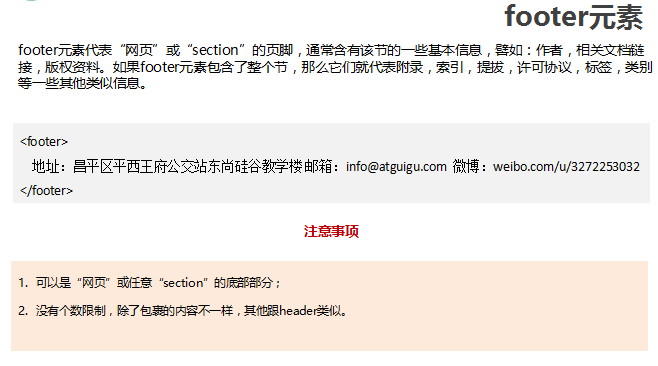 footer元素
footer元素代表“网页”或“section”的页脚，通常含有该节的一些基本信息，譬如：作者，相关文档链
接，版权资料。如果footer元素包含了整个节，那么它们就代表附录，索引，提拔，许可协议，标签，类别
等一些其他类似信息。
<footer>
地址：昌平区平西王府公交站东尚硅谷教学楼 邮箱：info@atguigu.com 微博：weibo.com/u/3272253032
</footer>
注意事项
1. 可以是“网页”或任意“section”的底部部分；
2. 没有个数限制，除了包裹的内容不一样，其他跟header类似。